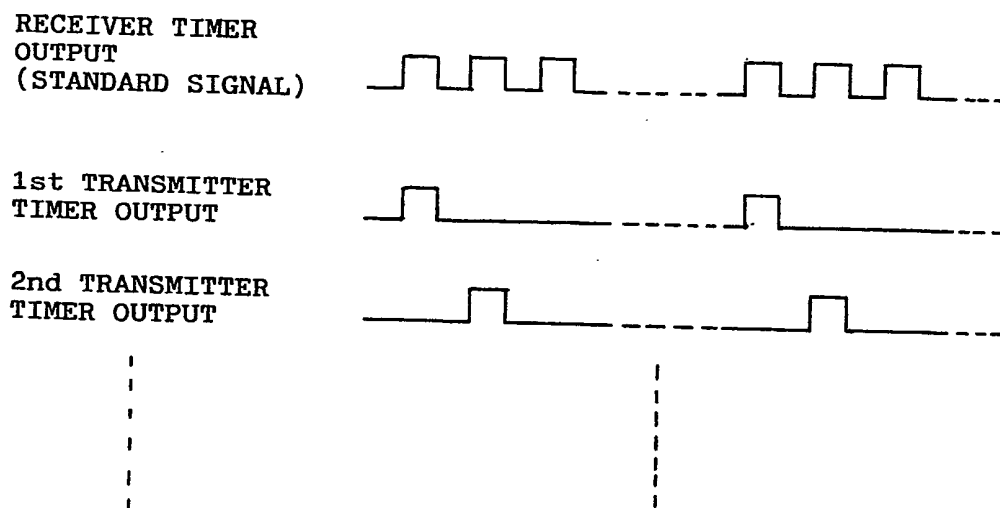 RECEIVER TIMER
OUTPUT
(STANDARD SIGNAL)
1st TRANSMITTER
TIMER OUTPUT
2nd TRANSMITTER
TIMER OUTPUT